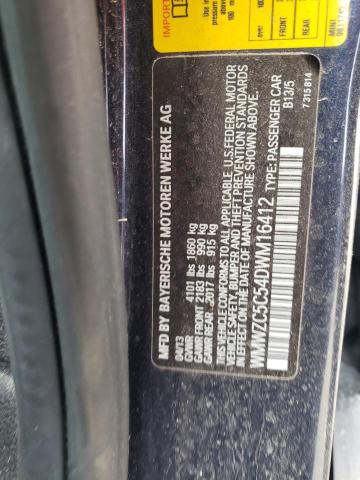 MFD BY BAYERISCHE MOTOREN WERKE AG
04/13
GVWR 4101 lbs 1860 kg
GAWR FRONT 2183 lbs 990 kg
GAWR REAR 2017 lbs 915 kg
THIS VEHICLE CONFORMS TO ALL APPLICABLE U.S. FEDERAL MOTOR
VEHICLE SAFETY, BUMPER, AND THEFT PREVENTION STANDARDS
IN EFFECT ON THE DATE OF MANUFACTURE SHOWN ABOVE.
WMWZC5C54DWM16412 TYPE: PASSENGER CAR
B13/5
7315814
MINI
FRONT